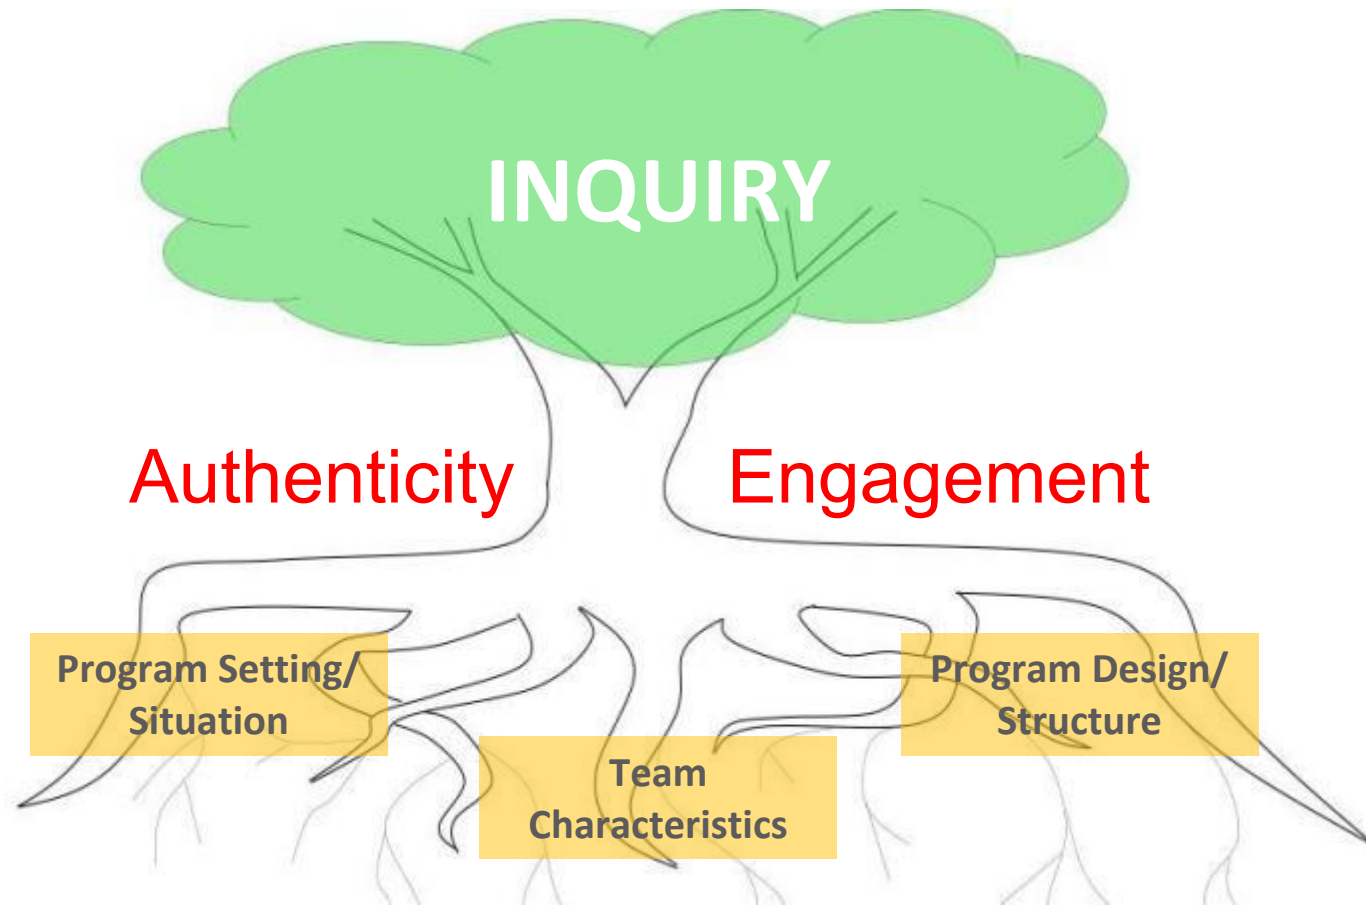 INQUIRY
Authenticity
Engagement
Program Setting/
Situation
Team
Characteristics
Program Design/
Structure